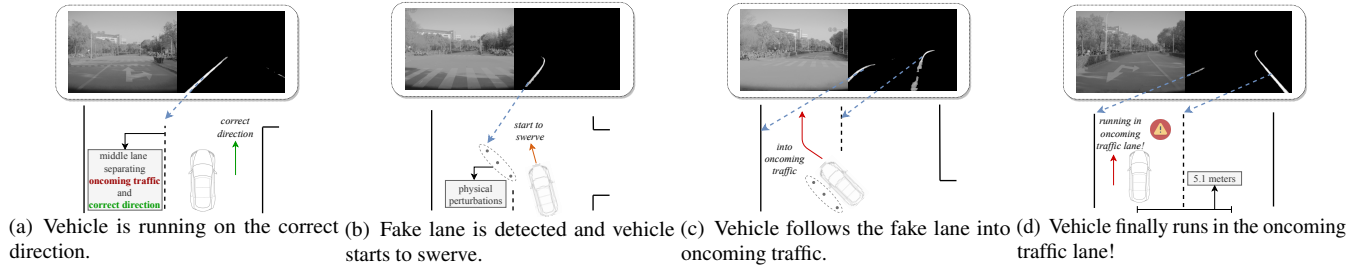 correct
direction
middle lane
separating
oncoming traffic
and
correct direction
(a) Vehicle is running on the correct
direction.
start to
swerve
physical
perturbations
(b) Fake lane is detected and vehicle
starts to swerve.
into
oncoming
traffic
(c) Vehicle follows the fake lane into
oncoming traffic.
running in
oncoming
traffic lane!
5.1 meters
(d) Vehicle finally runs in the oncoming
traffic lane!